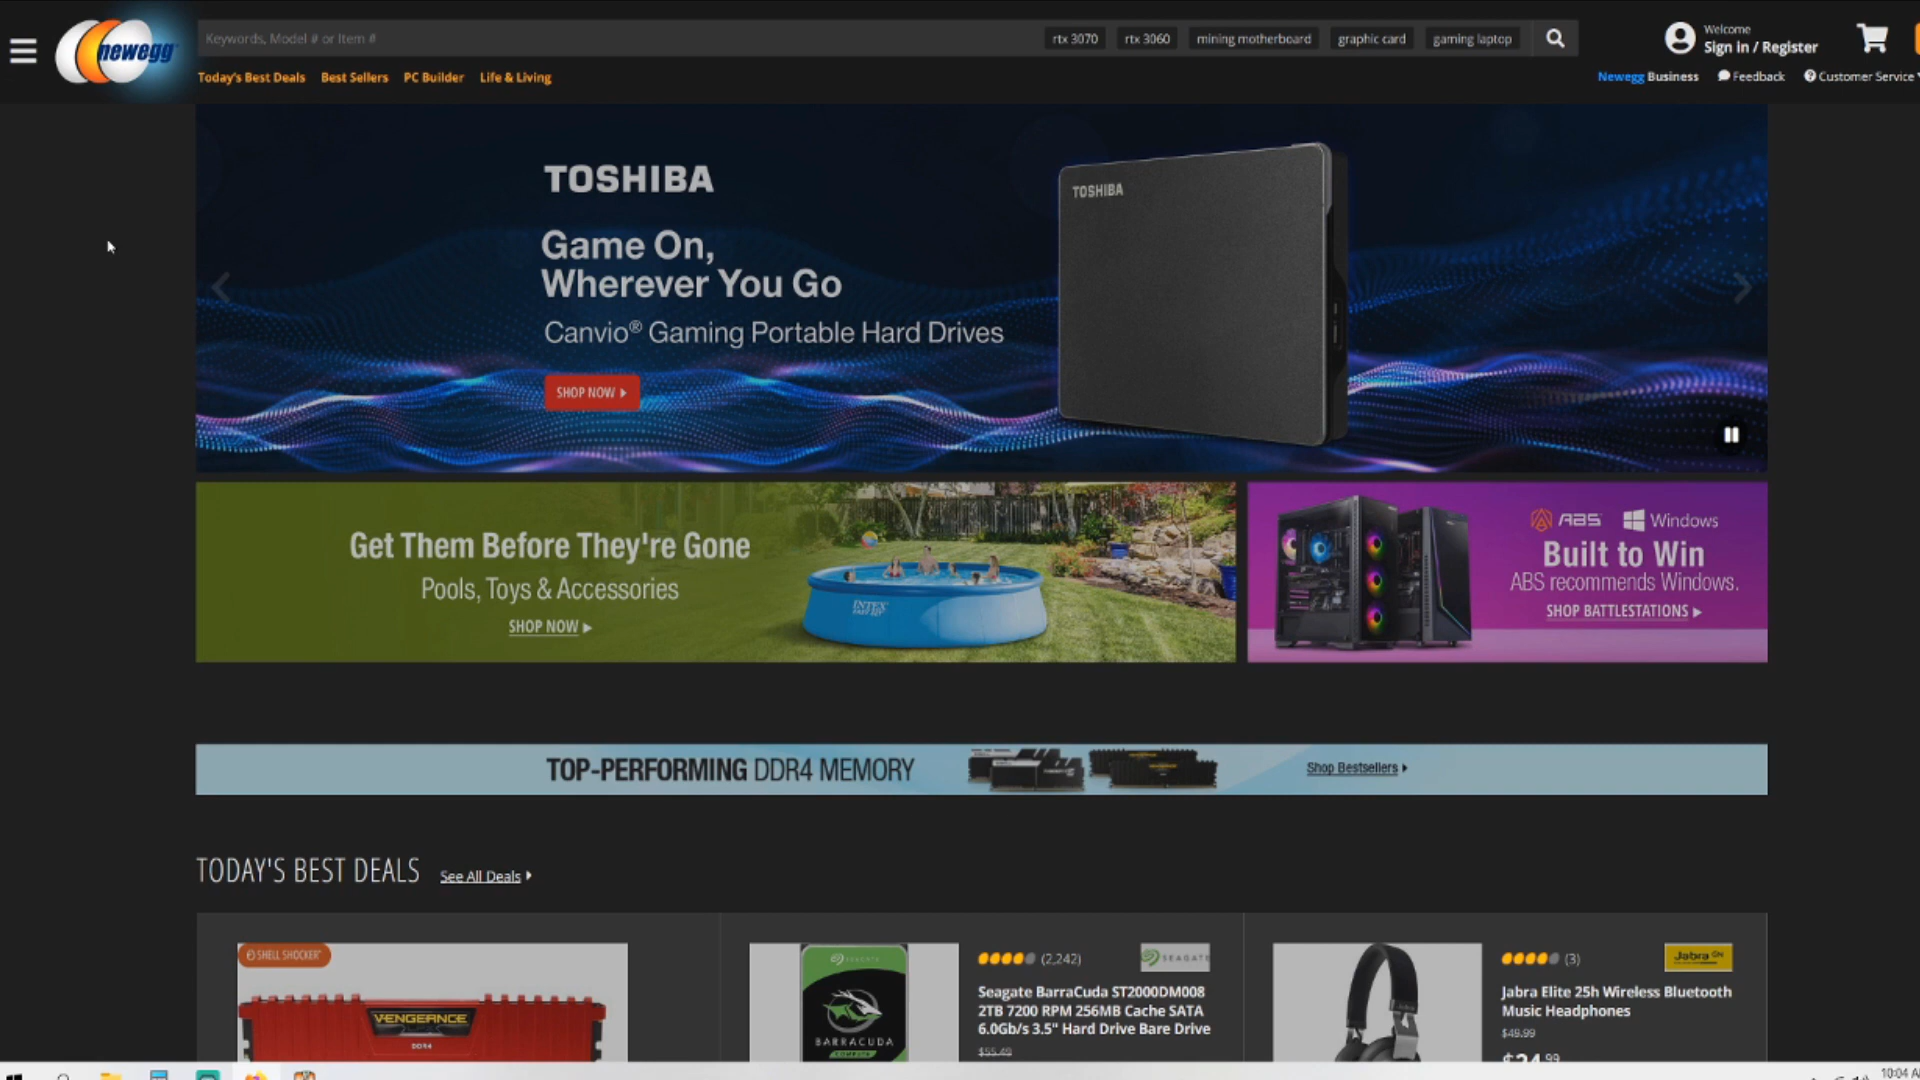 newegg
Keywords, Model # or Item #
rtx 3070
rtx 3060
mining motherboard
graphic card
gaming laptop
Welcome
Sign in / Register
Today's Best Deals
Best Sellers
PC Builder
Life & Living
Newegg Business
Feedback
Customer Service
TOSHIBA
Game On,
Wherever You Go
Canvio® Gaming Portable Hard Drives
SHOP NOW
TOSHIBA
Get Them Before They're Gone
Pools, Toys & Accessories
SHOP NOW
INTEX
ABS Windows
Built to Win
ABS recommends Windows.
SHOP BATTLESTATIONS
TOP-PERFORMING DDR4 MEMORY
Shop Bestsellers
TODAY'S BEST DEALS
See All Deals
SHELL SHOCKER
VENGEANCE
DDR4
SEAGATE
BARRACUDA
(2,242)
SEAGATE
Seagate BarraCuda ST2000DM008
2TB 7200 RPM 256MB Cache SATA
6.0Gb/s 3.5" Hard Drive Bare Drive
$55.49
(3)
Jabra GN
Jabra Elite 25h Wireless Bluetooth
Music Headphones
$49.99
$24.99
10:04 A